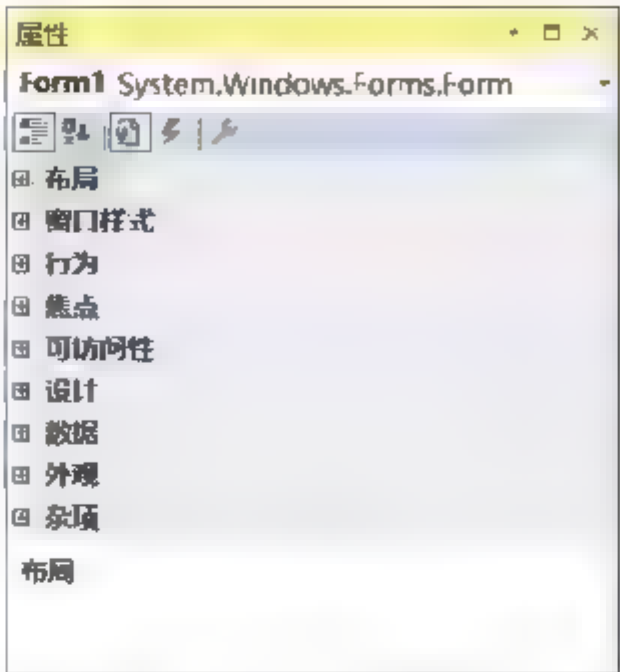 属性
Form1 System.Windows.Forms.Form
布局
窗口样式
行为
焦点
可访问性
设计
数据
外观
杂项
布局